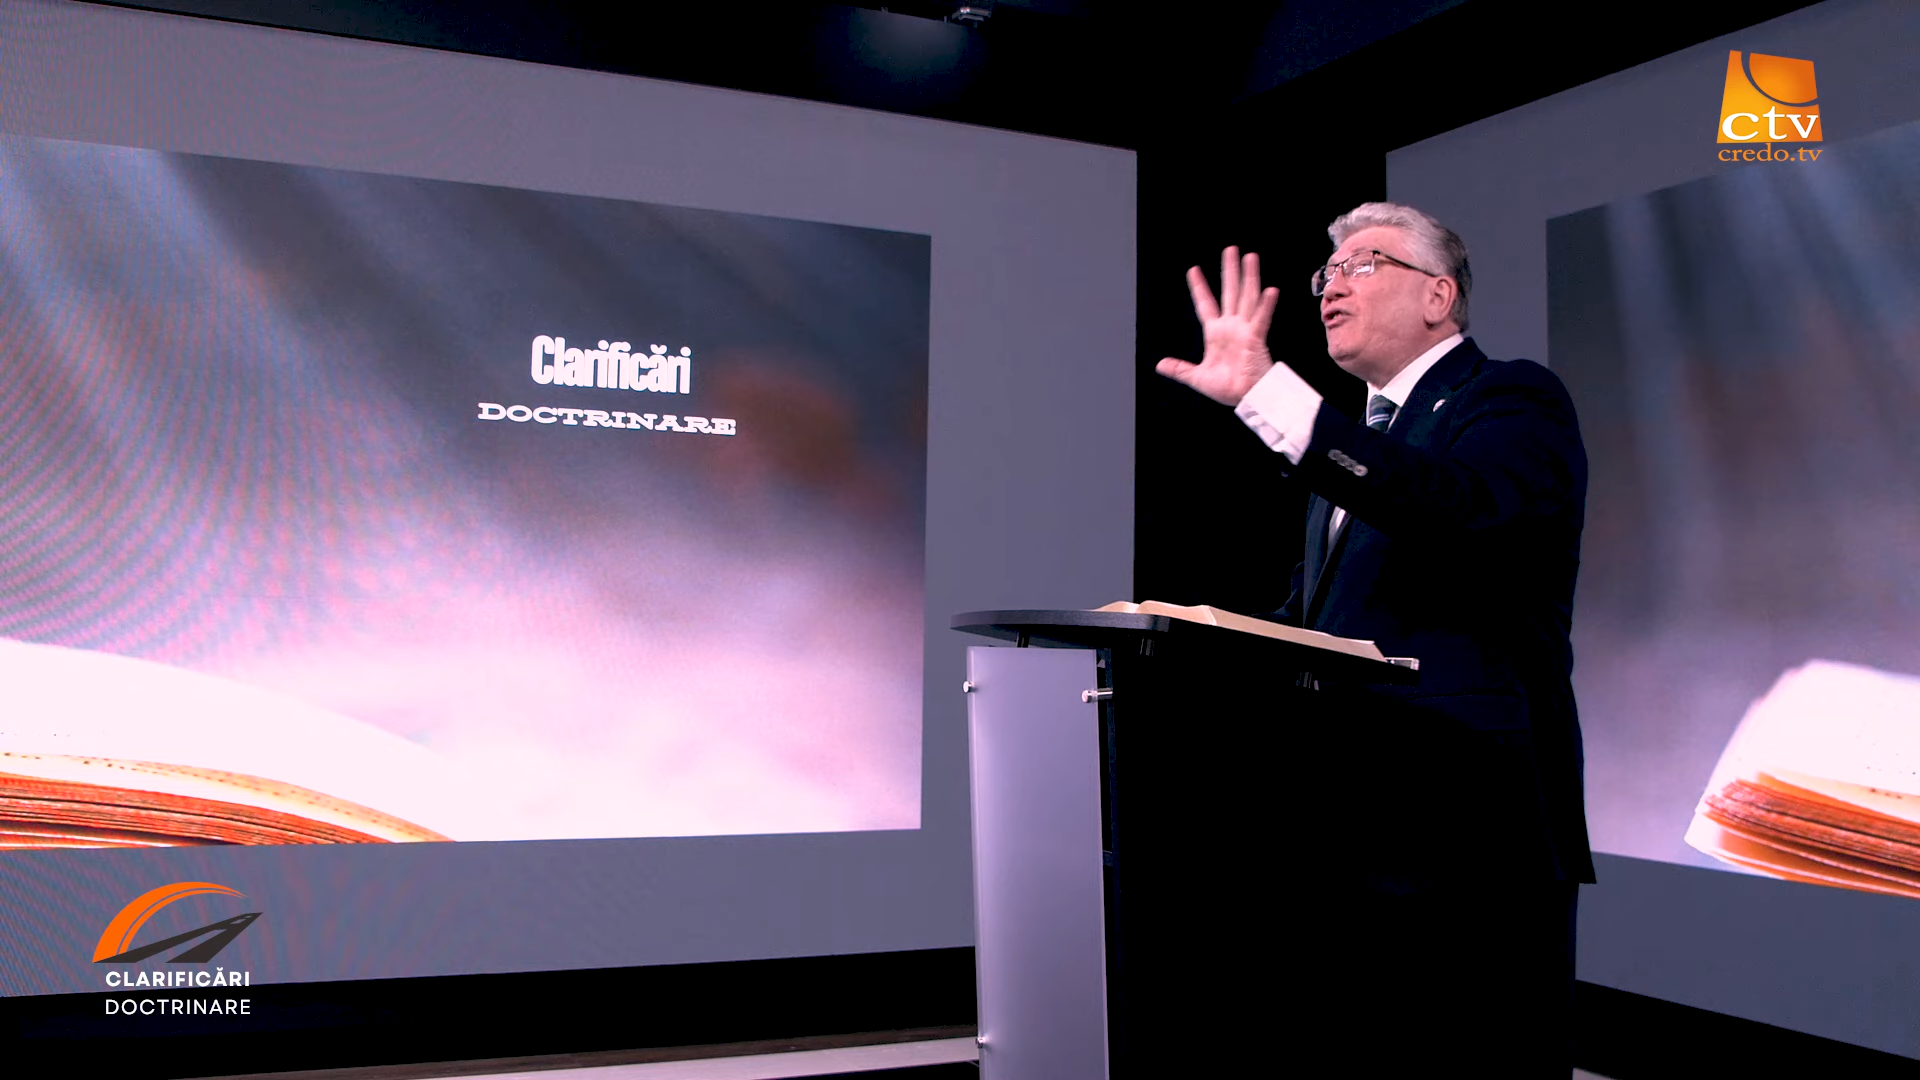 ctv
credo.tv
Clarificări
DOCTRINARE
CLARIFICĂRI
DOCTRINARE